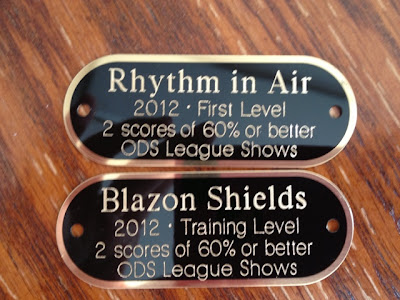 Rhythm in Air
2012 · First Level
2 scores of 60% or better
ODS League Shows
Blazon Shields
2012 · Training Level
2 scores of 60% or better
ODS League Shows